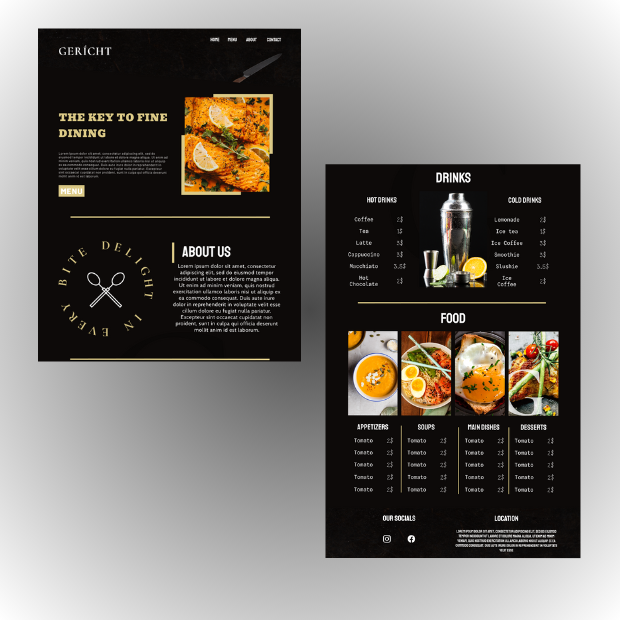 GERÍCHT
HOME MENU ABOUT CONTACT
THE KEY TO FINE
DINING
MENU
BITE DELIGHT IN EVERY
ABOUT US
Lorem ipsum dolor sit amet, consectetur
adipiscing elit, sed do eiusmod tempor
incididunt ut labore et dolore magna aliqua.
Ut enim ad minim veniam, quis nostrud
exercitation ullamco laboris nisi ut aliquip ex
ea commodo consequat. Duis aute irure
dolor in reprehenderit in voluptate velit esse
cillum dolore eu fugiat nulla pariatur.
Excepteur sint occaecat cupidatat non
proident, sunt in culpa qui officia deserunt
mollit anim id est laborum.
DRINKS
HOT DRINKS
Coffee 2$
Tea 1$
Latte 3$
Cappuccino 3$
Macchiato 3.5$
Hot
Chocolate 2$
COLD DRINKS
Lemonade 2$
Ice tea 1$
Ice Coffee 3$
Smoothie 3$
Slushie 3.5$
Ice
Coffee 2$
FOOD
APPETIZERS SOUPS MAIN DISHES DESSERTS
Tomato 2$ Tomato 2$ Tomato 2$ Tomato 2$
Tomato 2$ Tomato 2$ Tomato 2$ Tomato 2$
Tomato 2$ Tomato 2$ Tomato 2$ Tomato 2$
Tomato 2$ Tomato 2$ Tomato 2$ Tomato 2$
Tomato 2$ Tomato 2$ Tomato 2$ Tomato 2$
OUR SOCIALS
LOCATION